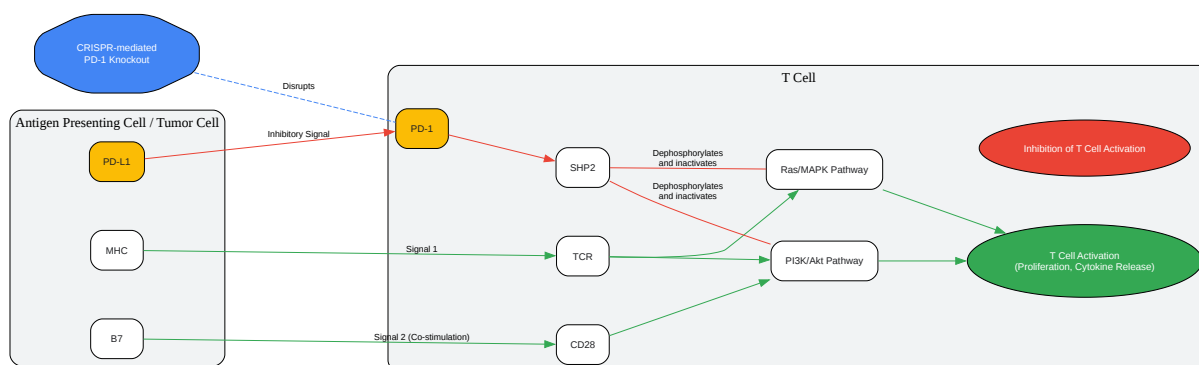 CRISPR-mediated
PD-1 Knockout
Disrupts
T Cell
Antigen Presenting Cell / Tumor Cell
PD-L1
Inhibitory Signal
PD-1
SHP2
Dephosphorylates
and inactivates
Dephosphorylates
and inactivates
Ras/MAPK Pathway
Inhibition of T Cell Activation
MHC
Signal 1
TCR
PI3K/Akt Pathway
T Cell Activation
(Proliferation, Cytokine Release)
B7
Signal 2 (Co-stimulation)
CD28